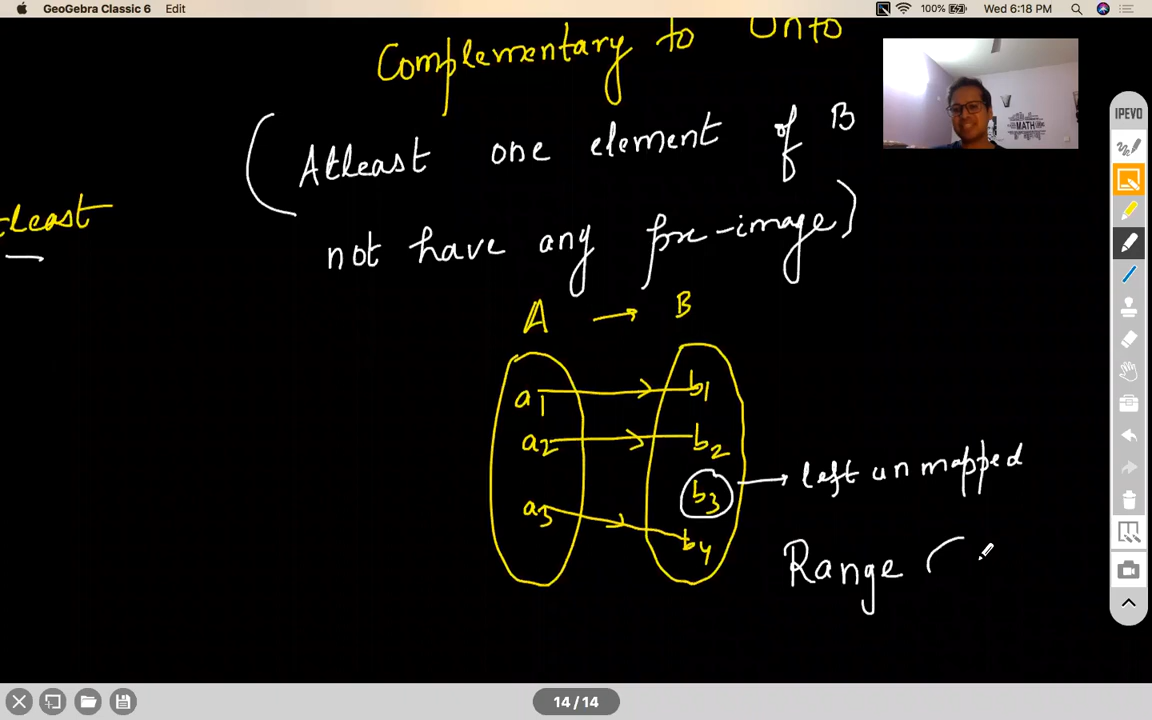 GeoGebra Classic 6 Edit
100% Wed 6:18 PM
Complementary to Onto
MATH
IPEVO
(Atleast one element of B
not have any pre-image)
A → B
a1 b1
a2 b2
b3 → left unmapped
a3
b4
Range (
14 / 14